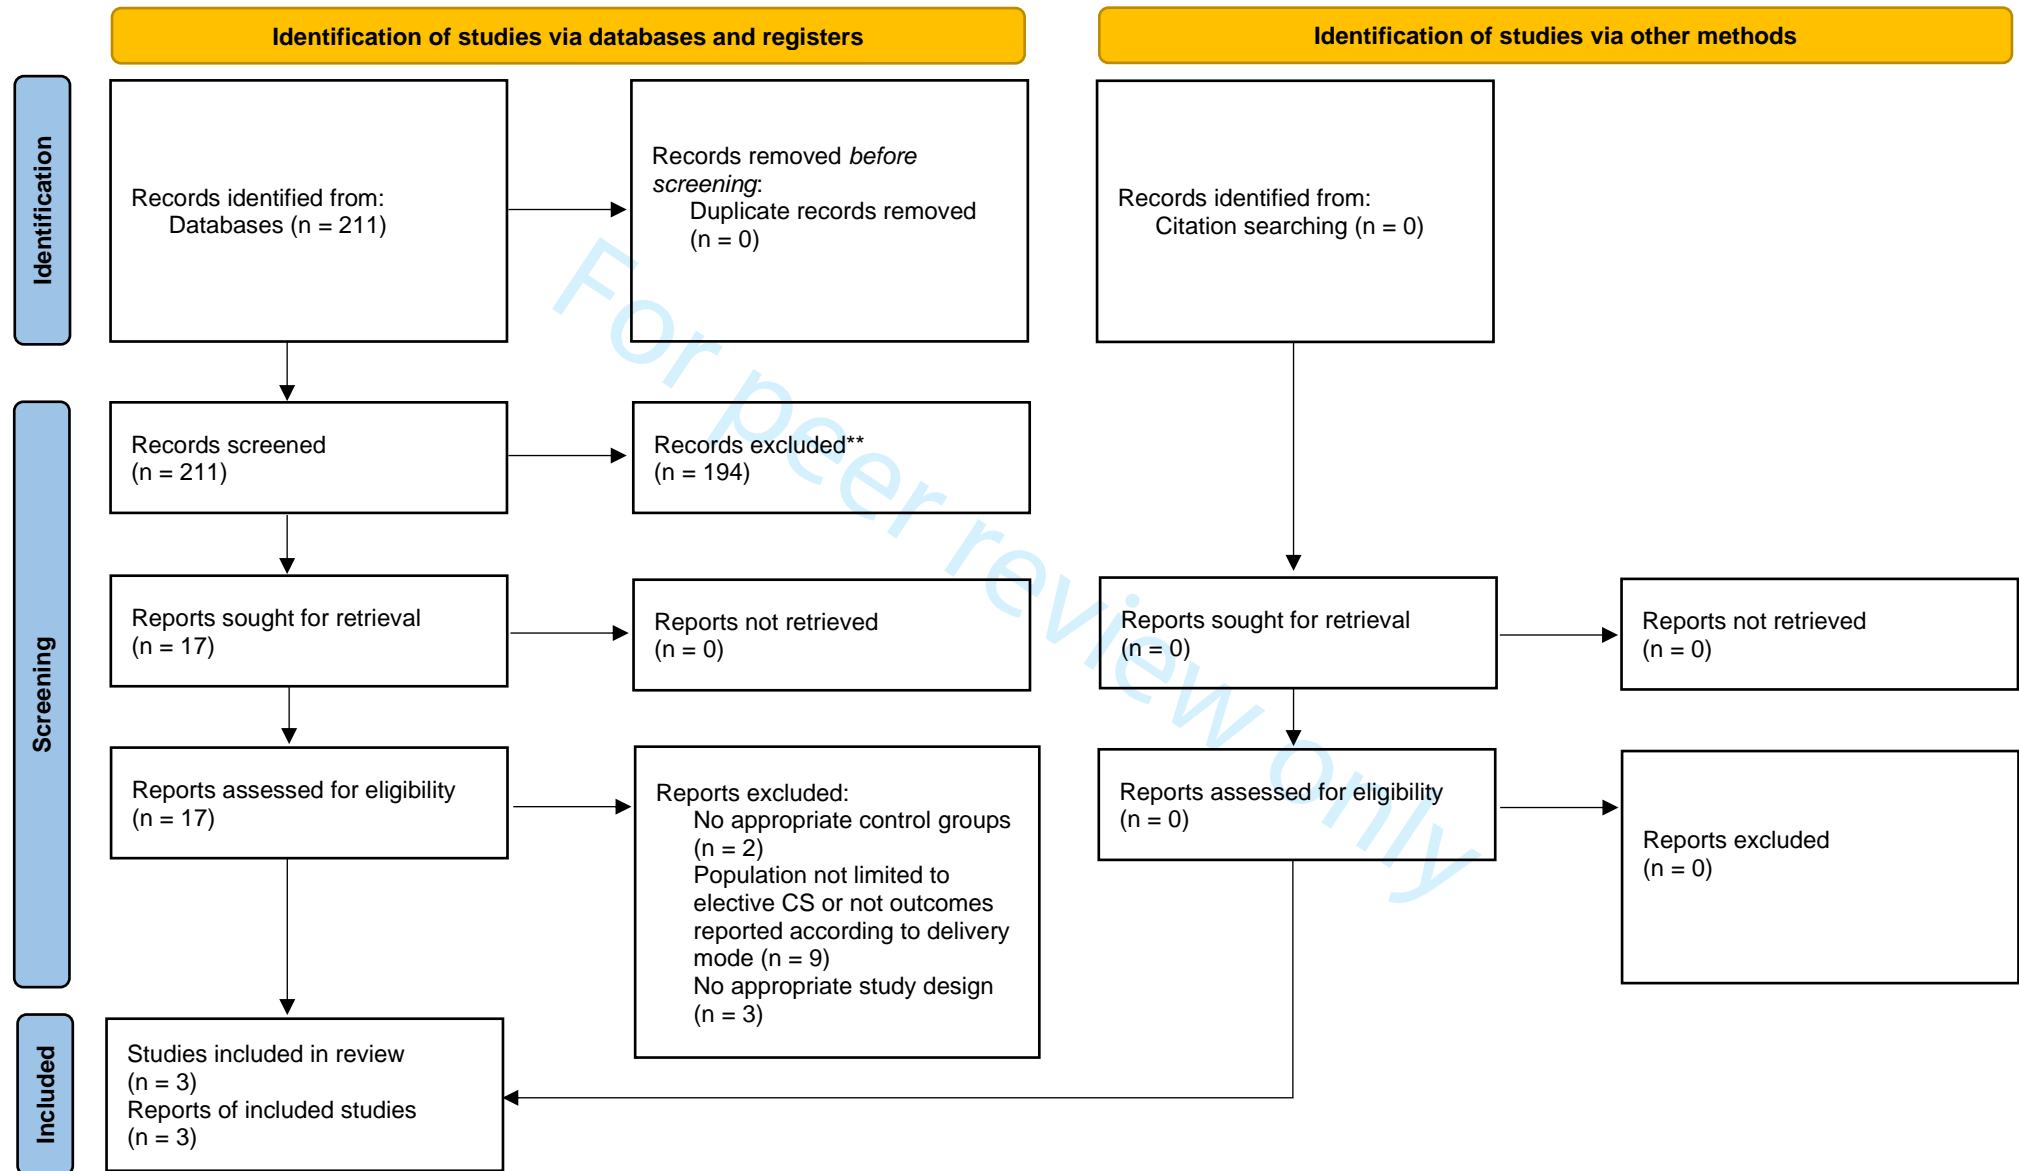 Identification of studies via databases and registers
Identification of studies via other methods
Identification
Records identified from:
Databases (n = 211)
Records removed before
screening:
Duplicate records removed
(n = 0)
Records identified from:
Citation searching (n = 0)
Screening
Records screened
(n = 211)
Records excluded**
(n = 194)
Reports sought for retrieval
(n = 17)
Reports not retrieved
(n = 0)
Reports sought for retrieval
(n = 0)
Reports not retrieved
(n = 0)
Reports assessed for eligibility
(n = 17)
Reports excluded:
No appropriate control groups
(n = 2)
Population not limited to
elective CS or not outcomes
reported according to delivery
mode (n = 9)
No appropriate study design
(n = 3)
Reports assessed for eligibility
(n = 0)
Reports excluded
(n = 0)
Included
Studies included in review
(n = 3)
Reports of included studies
(n = 3)
For peer review only